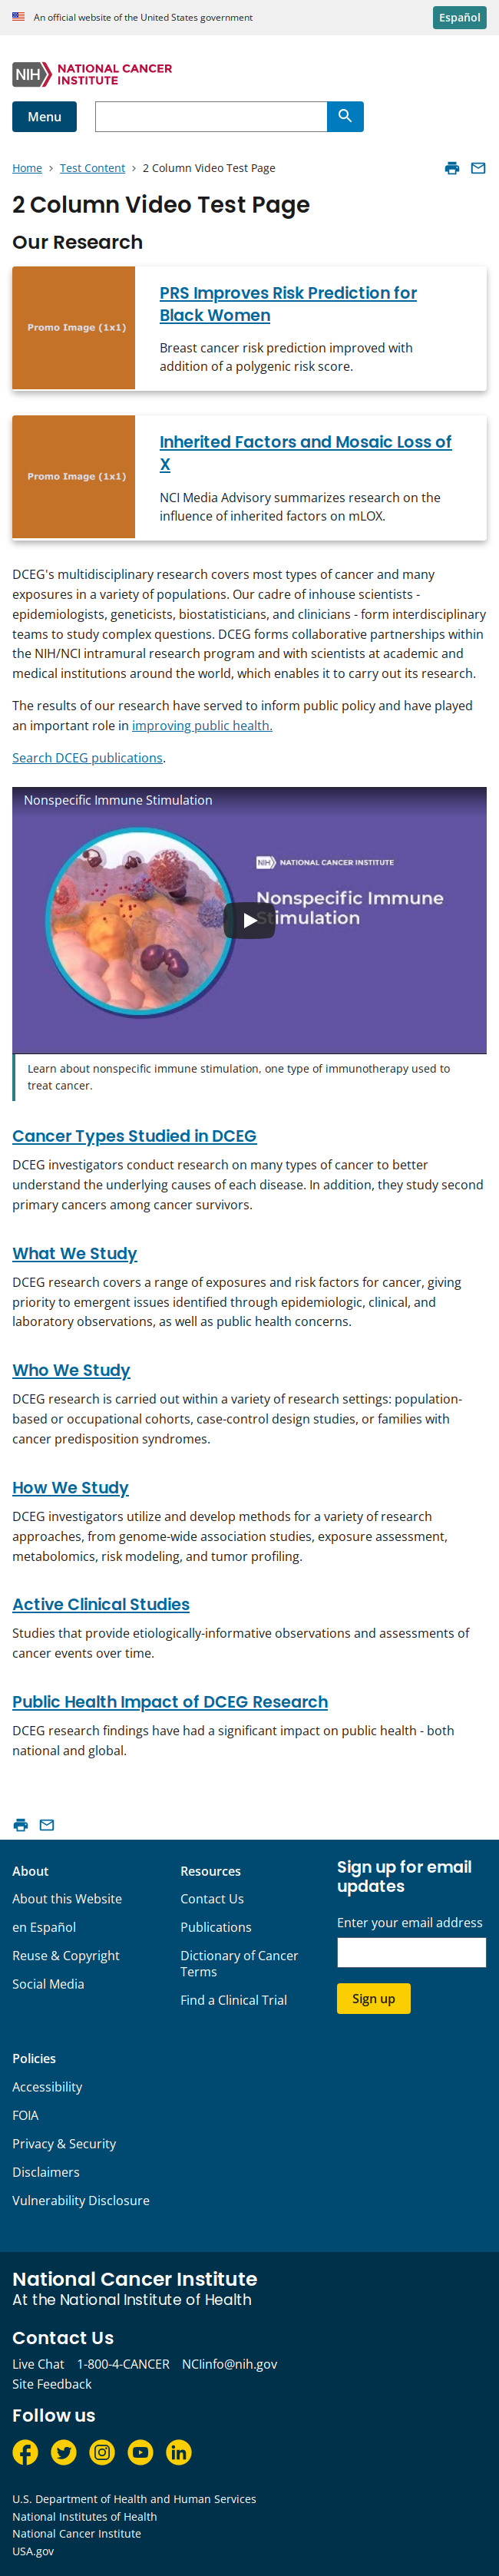 An official website of the United States government
Español
NIH NATIONAL CANCER
INSTITUTE
Menu
Home > Test Content > 2 Column Video Test Page
2 Column Video Test Page
Our Research
Promo Image (1x1)
PRS Improves Risk Prediction for
Black Women
Breast cancer risk prediction improved with
addition of a polygenic risk score.
Promo Image (1x1)
Inherited Factors and Mosaic Loss of
X
NCI Media Advisory summarizes research on the
influence of inherited factors on mLOX.
DCEG's multidisciplinary research covers most types of cancer and many
exposures in a variety of populations. Our cadre of inhouse scientists -
epidemiologists, geneticists, biostatisticians, and clinicians - form interdisciplinary
teams to study complex questions. DCEG forms collaborative partnerships within
the NIH/NCI intramural research program and with scientists at academic and
medical institutions around the world, which enables it to carry out its research.
The results of our research have served to inform public policy and have played
an important role in improving public health.
Search DCEG publications.
Nonspecific Immune Stimulation
NIH NATIONAL CANCER INSTITUTE
Nonspecific Immune
Stimulation
Learn about nonspecific immune stimulation, one type of immunotherapy used to
treat cancer.
Cancer Types Studied in DCEG
DCEG investigators conduct research on many types of cancer to better
understand the underlying causes of each disease. In addition, they study second
primary cancers among cancer survivors.
What We Study
DCEG research covers a range of exposures and risk factors for cancer, giving
priority to emergent issues identified through epidemiologic, clinical, and
laboratory observations, as well as public health concerns.
Who We Study
DCEG research is carried out within a variety of research settings: population-
based or occupational cohorts, case-control design studies, or families with
cancer predisposition syndromes.
How We Study
DCEG investigators utilize and develop methods for a variety of research
approaches, from genome-wide association studies, exposure assessment,
metabolomics, risk modeling, and tumor profiling.
Active Clinical Studies
Studies that provide etiologically-informative observations and assessments of
cancer events over time.
Public Health Impact of DCEG Research
DCEG research findings have had a significant impact on public health - both
national and global.
About
About this Website
en Español
Reuse & Copyright
Social Media
Resources
Contact Us
Publications
Dictionary of Cancer
Terms
Find a Clinical Trial
Sign up for email
updates
Enter your email address
Sign up
Policies
Accessibility
FOIA
Privacy & Security
Disclaimers
Vulnerability Disclosure
National Cancer Institute
At the National Institute of Health
Contact Us
Live Chat 1-800-4-CANCER NCIinfo@nih.gov
Site Feedback
Follow us
U.S. Department of Health and Human Services
National Institutes of Health
National Cancer Institute
USA.gov